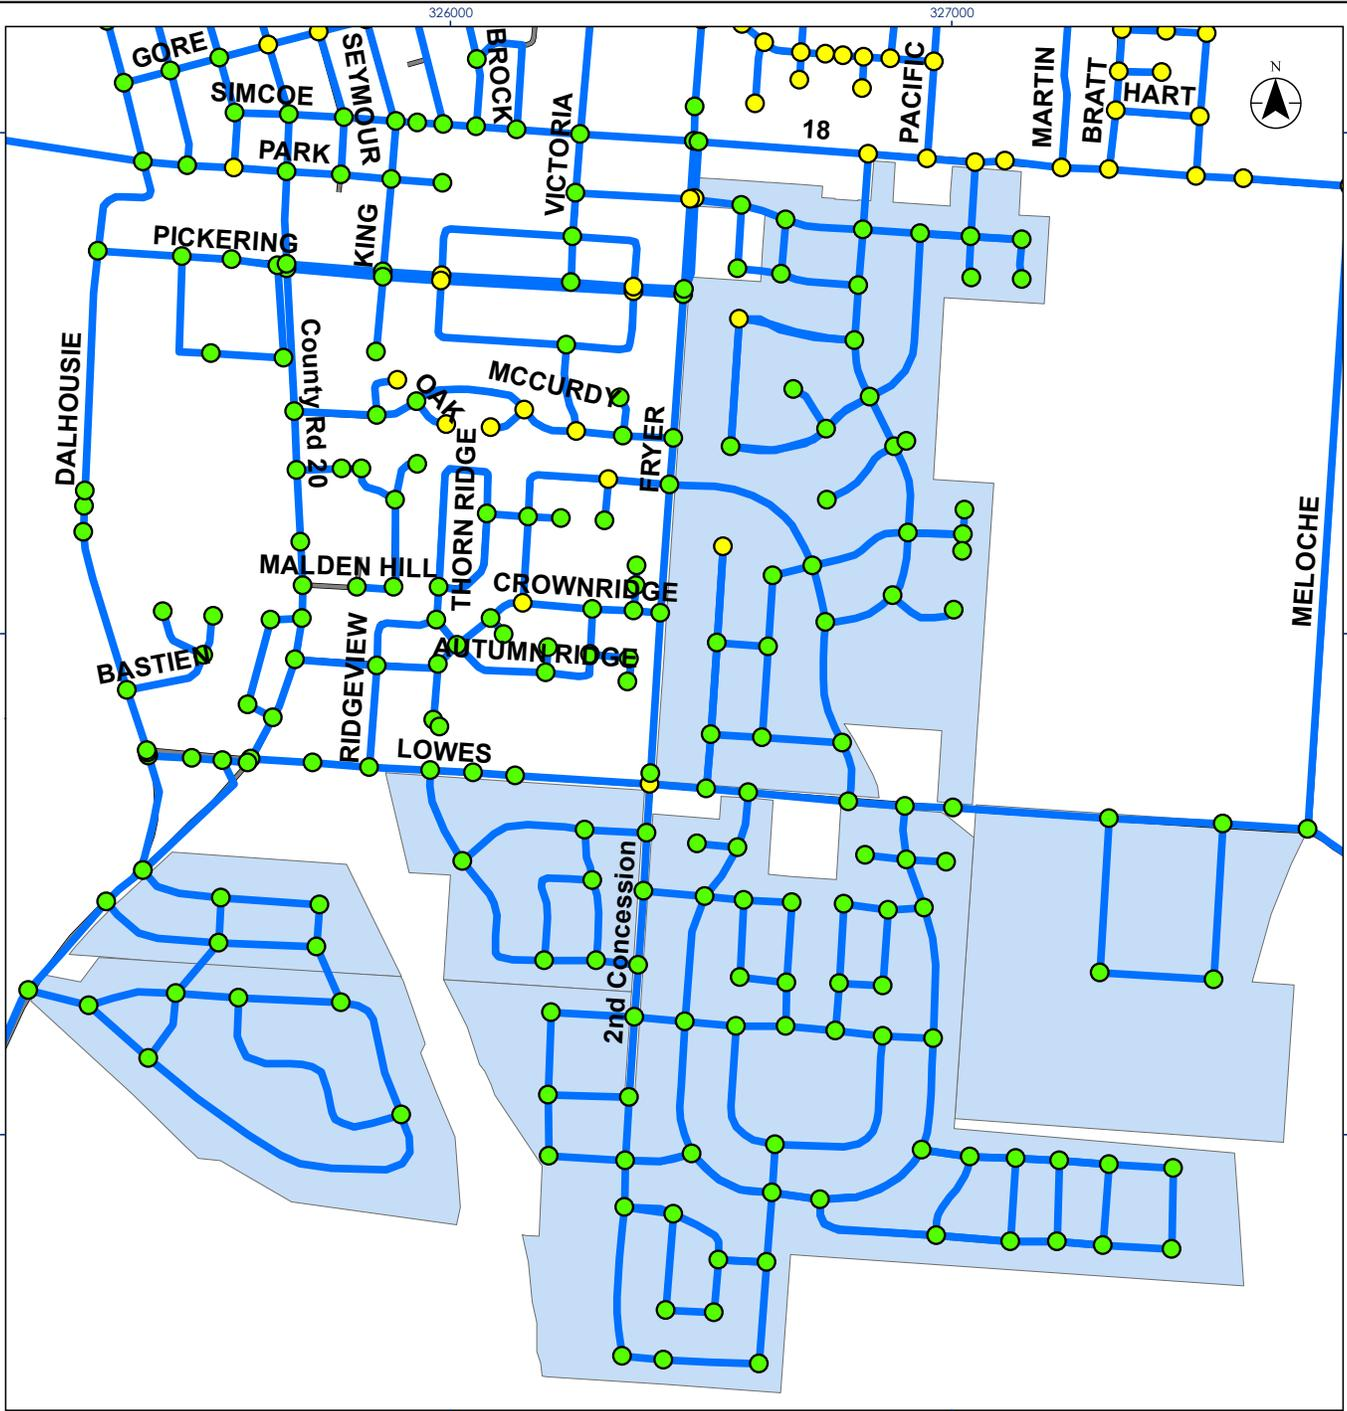 326000
327000
GORE
SEYMOUR
BROCK
PACIFIC
MARTIN
BRATT
N
SIMCOE
HART
VICTORIA
18
PARK
KING
PICKERING
DALHOUSIE
County Rd 20
OAK
MCCURDY
FRYER
THORN RIDGE
MELOCHE
MALDEN HILL
CROWNRIDGE
RIDGEVIEW
AUTUMN RIDGE
BASTIEN
LOWES
2nd Concession